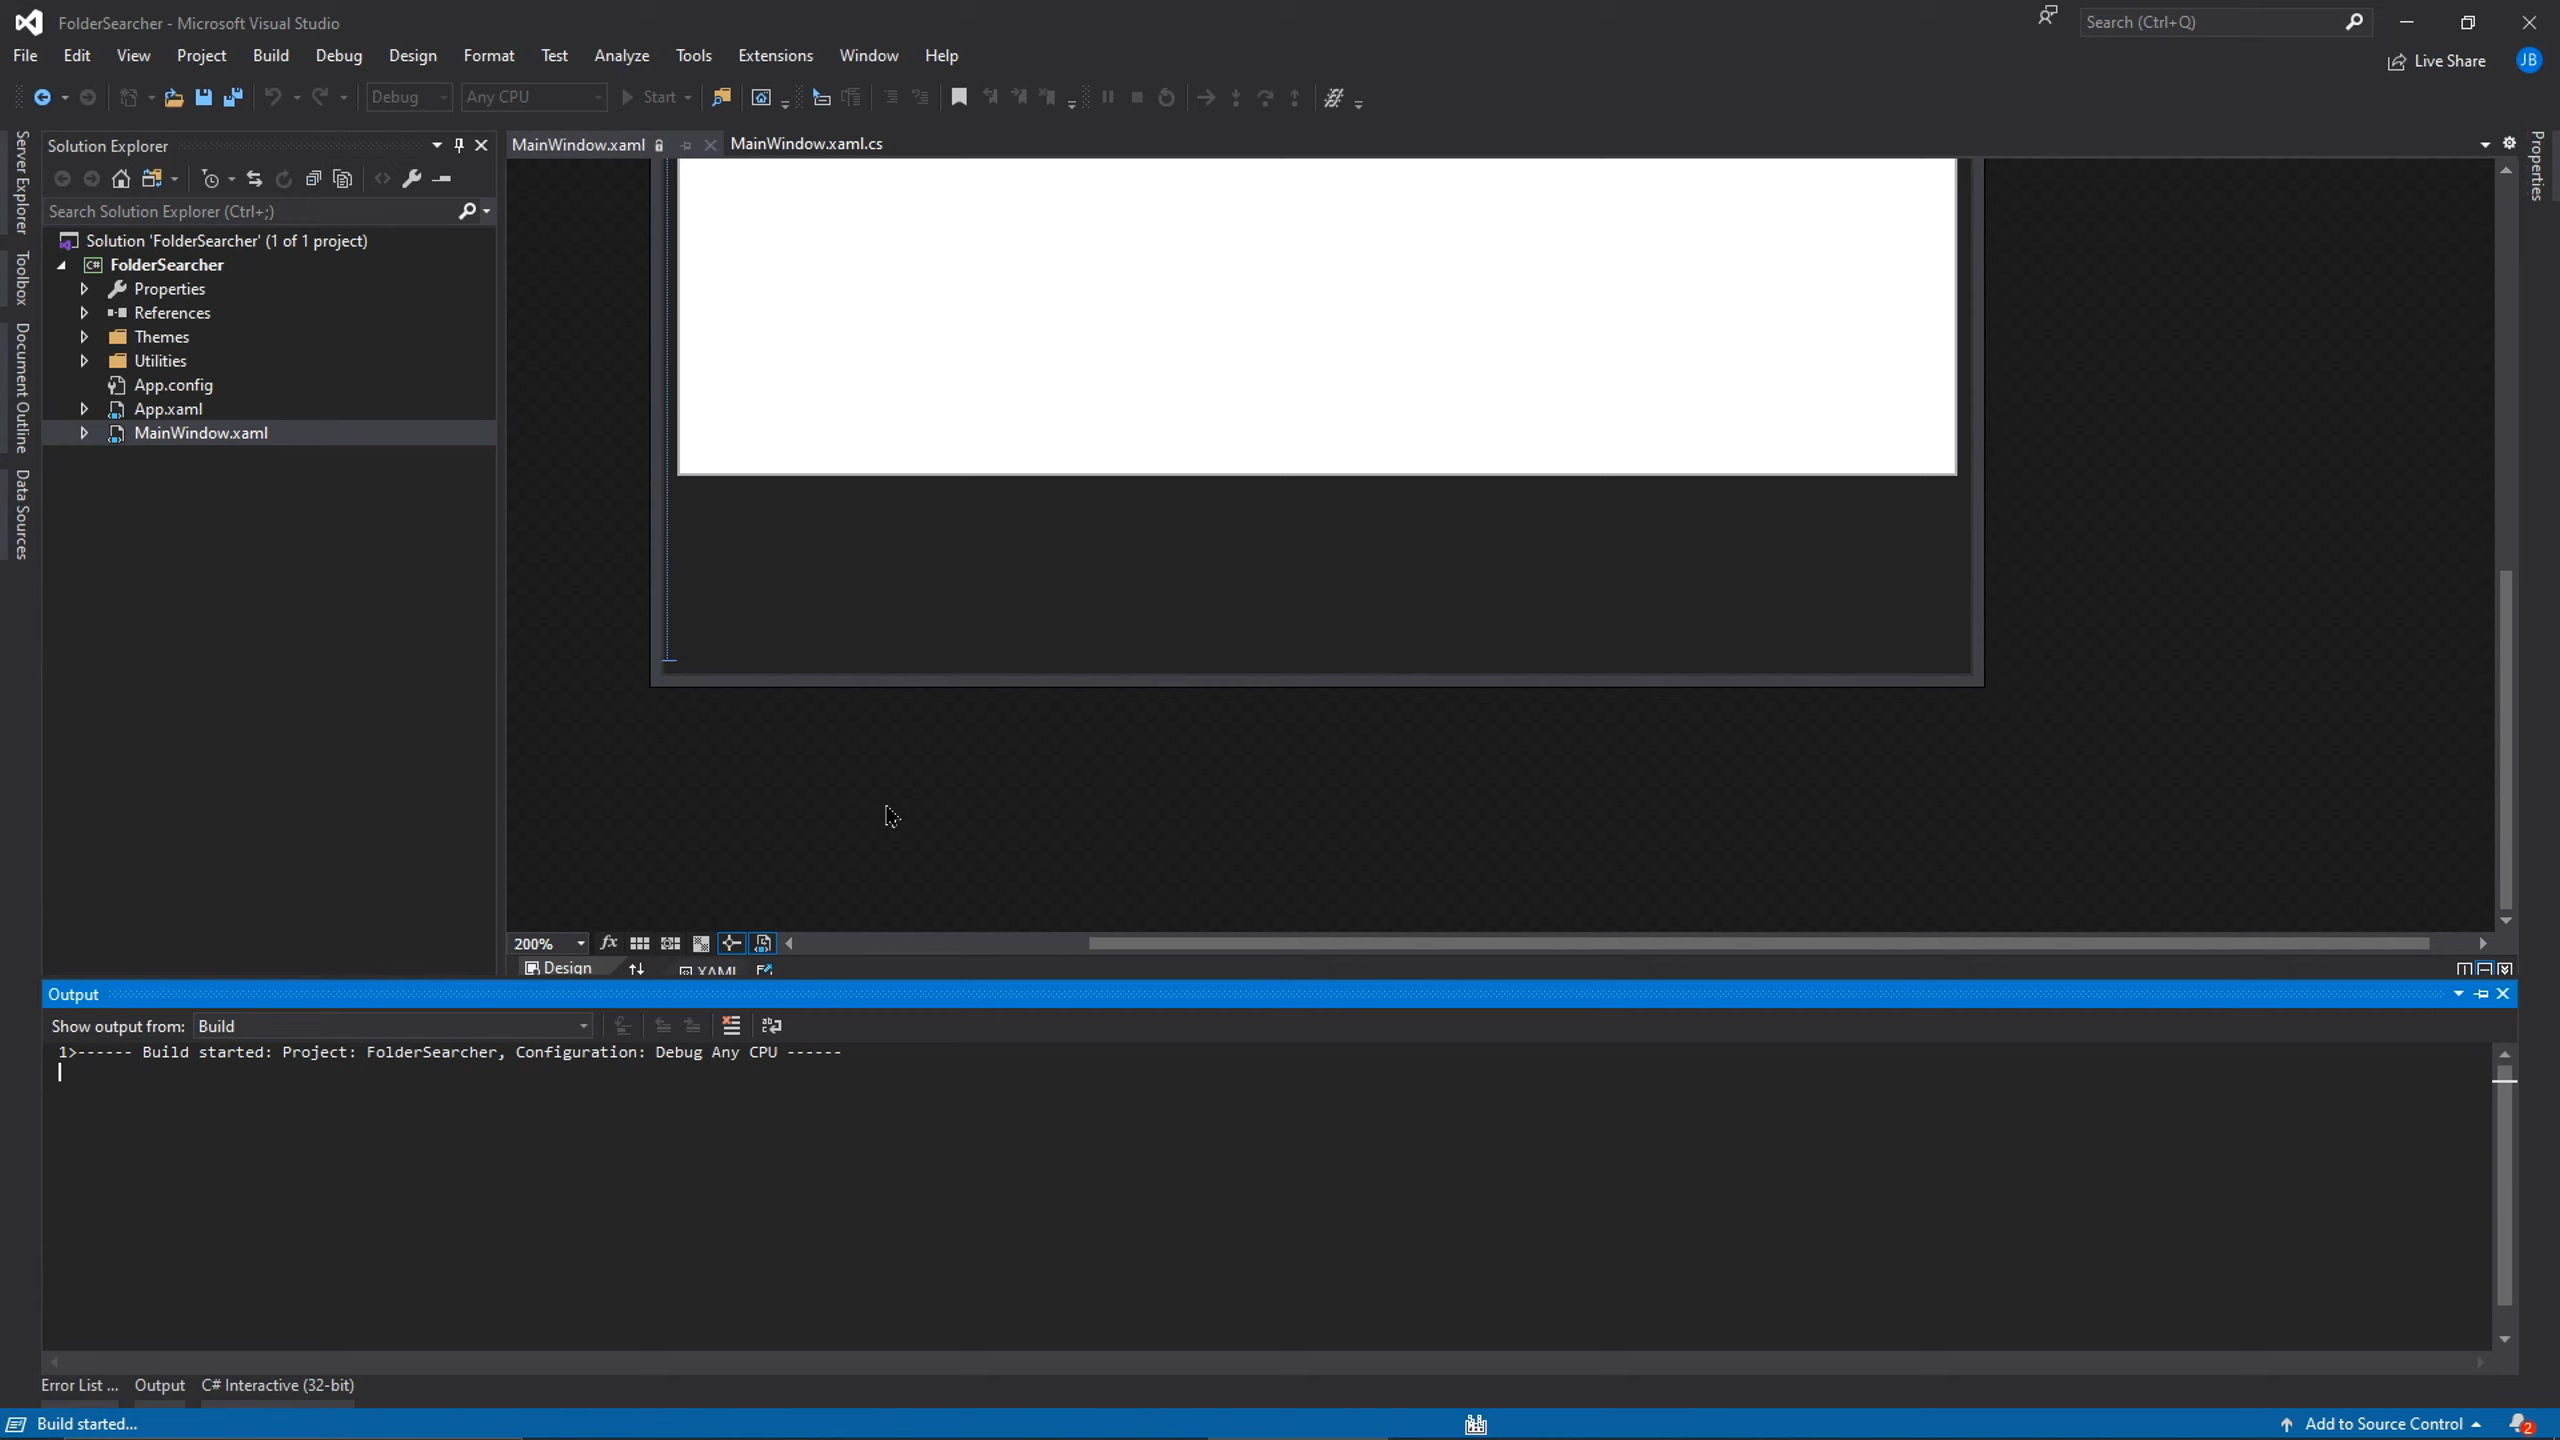 FolderSearcher - Microsoft Visual Studio
Search (Ctrl+Q)
File Edit View Project Build Debug Design Format Test Analyze Tools Extensions Window Help
Live Share
JB
Debug
Any CPU
Start
Server Explorer
Toolbox
Document Outline
Data Sources
Solution Explorer
Search Solution Explorer (Ctrl+;)
Solution 'FolderSearcher' (1 of 1 project)
C# FolderSearcher
Properties
References
Themes
Utilities
App.config
App.xaml
MainWindow.xaml
MainWindow.xaml
MainWindow.xaml.cs
Properties
200%
fx
Design
XAML
Output
Show output from: Build
1>------ Build started: Project: FolderSearcher, Configuration: Debug Any CPU ------
Error List ... Output C# Interactive (32-bit)
Build started...
Add to Source Control
2